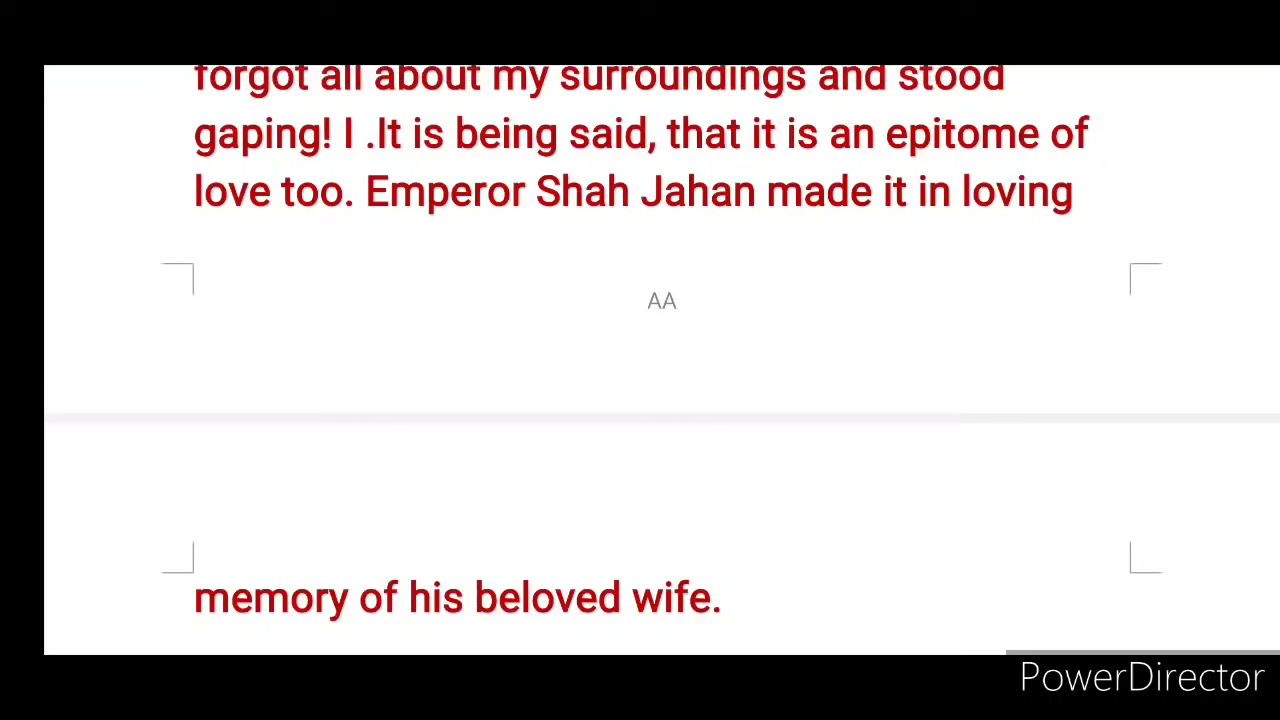 forgot all about my surroundings and stood
gaping! I .It is being said, that it is an epitome of
love too. Emperor Shah Jahan made it in loving
AA
memory of his beloved wife.
PowerDirector